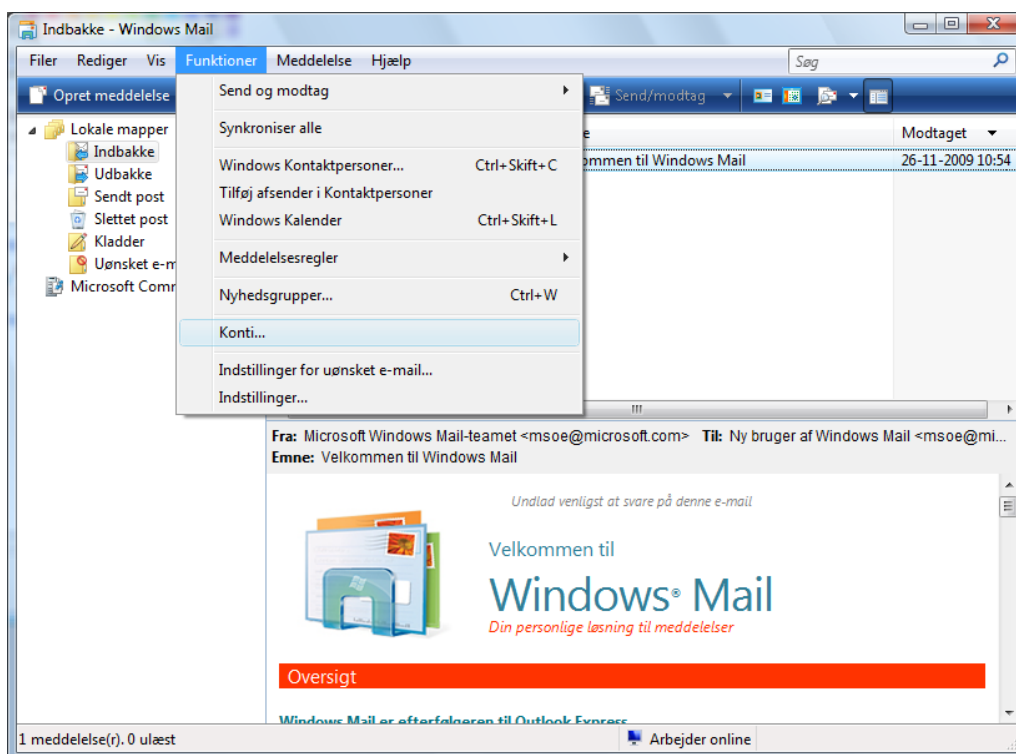 Indbakke - Windows Mail
Filer Rediger Vis Funktioner Meddelelse Hjælp
Søg
Opret meddelelse
Send/modtag
Lokale mapper
Indbakke
Udbakke
Sendt post
Slettet post
Kladder
Uønsket e-m
Microsoft Comm
Send og modtag
Synkroniser alle
Windows Kontaktpersoner... Ctrl+Skift+C
Tilføj afsender i Kontaktpersoner
Windows Kalender Ctrl+Skift+L
Meddelelsesregler
Nyhedsgrupper... Ctrl+W
Konti...
Indstillinger for uønsket e-mail...
Indstillinger...
e Modtaget
ommen til Windows Mail 26-11-2009 10:54
Fra: Microsoft Windows Mail-teamet <msoe@microsoft.com> Til: Ny bruger af Windows Mail <msoe@mi...
Emne: Velkommen til Windows Mail
Undlad venligst at svare på denne e-mail
Velkommen til
Windows® Mail
Din personlige løsning til meddelelser
Oversigt
Windows Mail er efterfølgeren til Outlook Express
1 meddelelse(r). 0 ulæst
Arbejder online